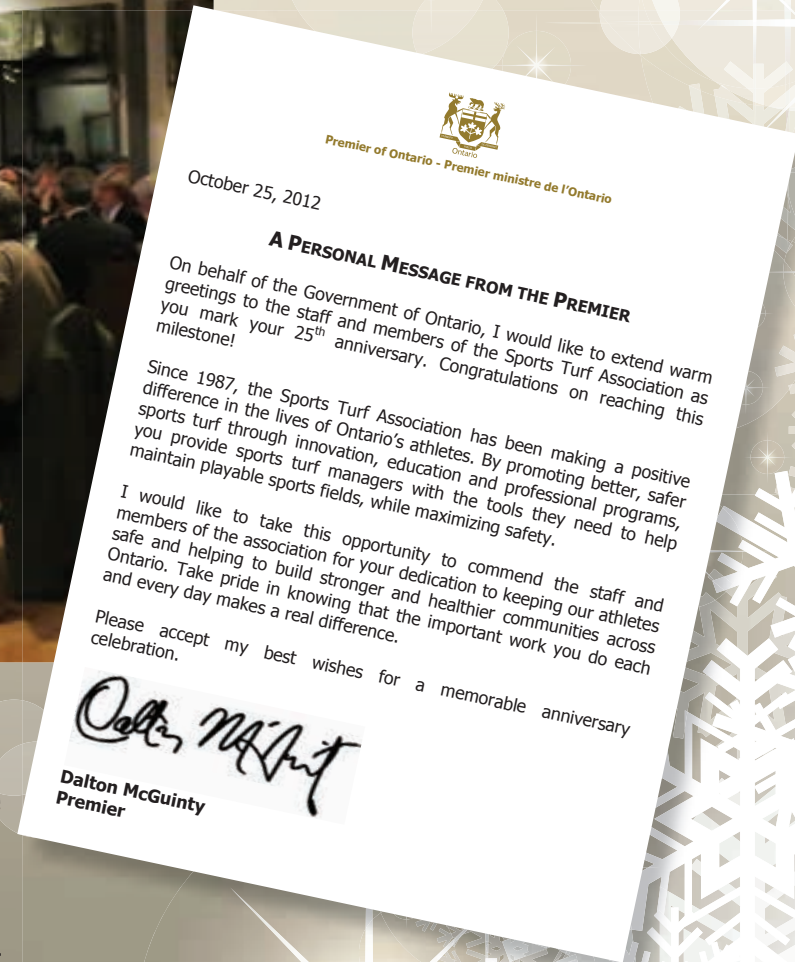 Ontario
Premier of Ontario - Premier ministre de l'Ontario
October 25, 2012
A PERSONAL MESSAGE FROM THE PREMIER
On behalf of the Government of Ontario, I would like to extend warm
greetings to the staff and members of the Sports Turf Association as
you mark your 25th anniversary. Congratulations on reaching this
milestone!
Since 1987, the Sports Turf Association has been making a positive
difference in the lives of Ontario's athletes. By promoting better, safer
sports turf through innovation, education and professional programs,
you provide sports turf managers with the tools they need to help
maintain playable sports fields, while maximizing safety.
I would like to take this opportunity to commend the staff and
members of the association for your dedication to keeping our athletes
safe and helping to build stronger and healthier communities across
Ontario. Take pride in knowing that the important work you do each
and every day makes a real difference.
Please accept my best wishes for a memorable anniversary
celebration.
Dalton McGuinty
Dalton McGuinty
Premier